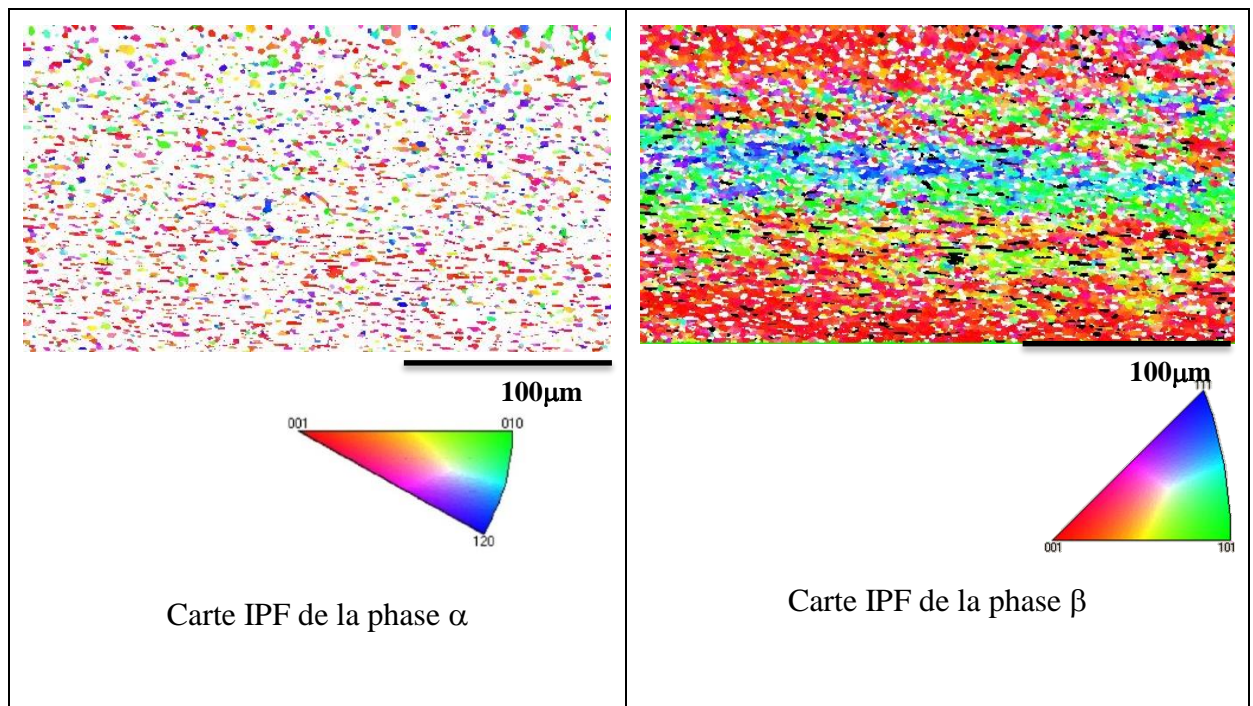 100μm
001
010
120
Carte IPF de la phase α
100μm
111
001
101
Carte IPF de la phase β